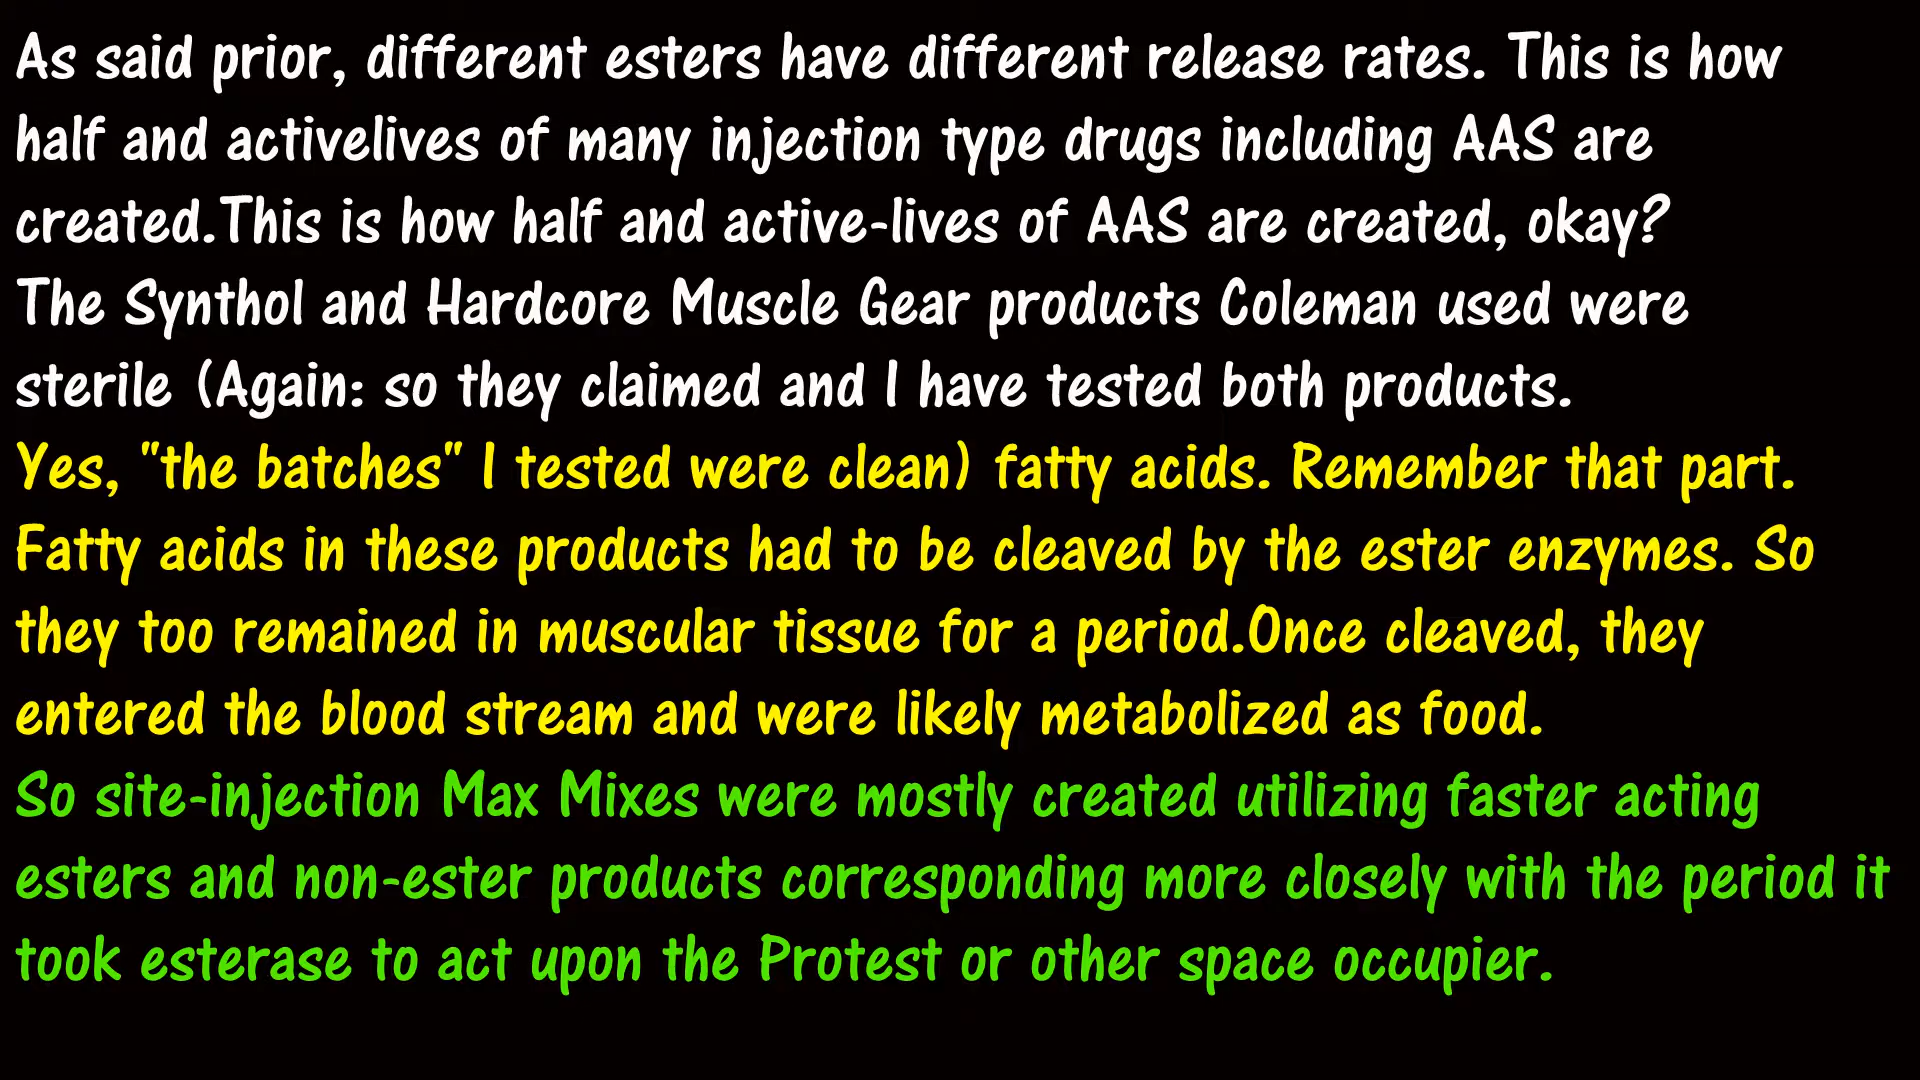 As said prior, different esters have different release rates. This is how
half and activelives of many injection type drugs including AAS are
created.This is how half and active-lives of AAS are created, okay?
The Synthol and Hardcore Muscle Gear products Coleman used were
sterile (Again: so they claimed and I have tested both products.
Yes, "the batches" I tested were clean) fatty acids. Remember that part.
Fatty acids in these products had to be cleaved by the ester enzymes. So
they too remained in muscular tissue for a period.Once cleaved, they
entered the blood stream and were likely metabolized as food.
So site-injection Max Mixes were mostly created utilizing faster acting
esters and non-ester products corresponding more closely with the period it
took esterase to act upon the Protest or other space occupier.